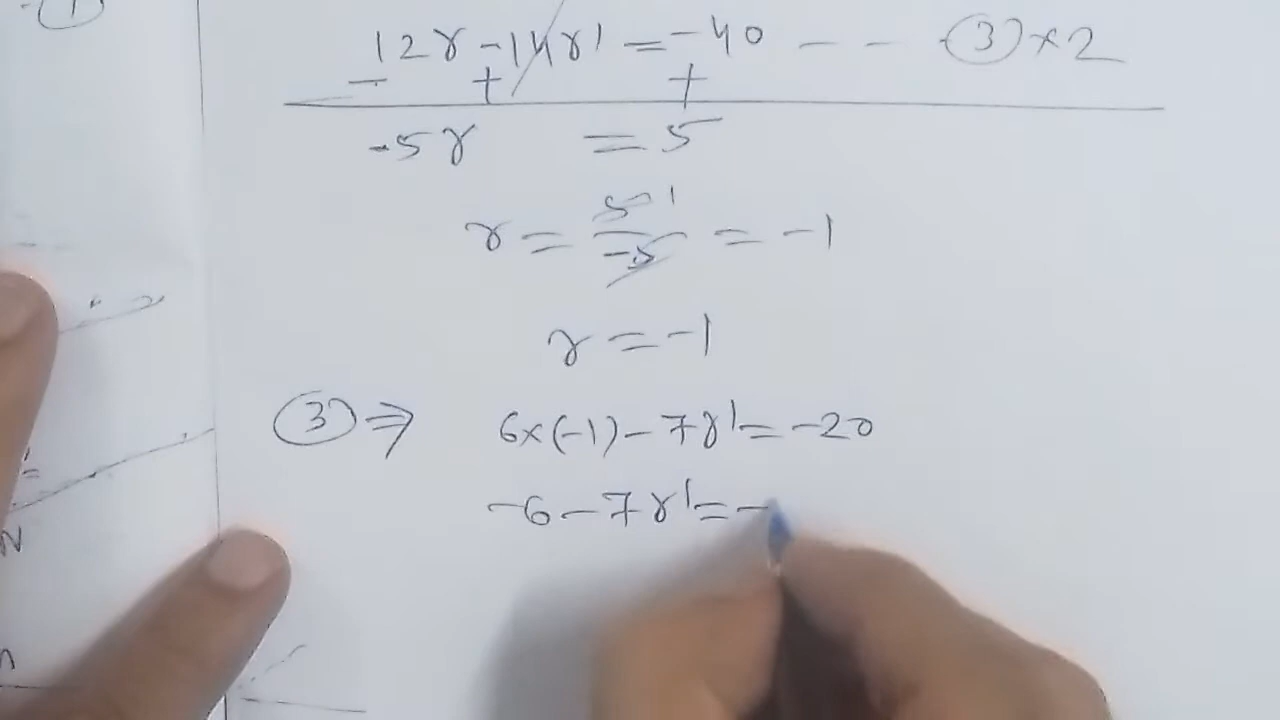 12r - 14r' = -40 - - - (3) × 2
- + +
-5r = 5
r = 5/-5 = -1
r = -1
(3) ⇒ 6×(-1) - 7r' = -20
-6 - 7r' = -